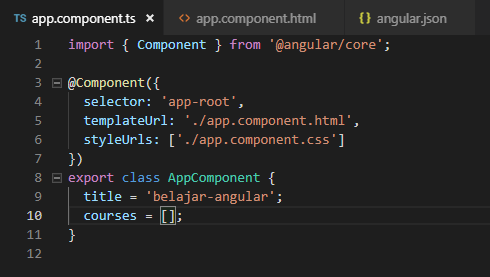 TS app.component.ts × <> app.component.html {} angular.json
1 import { Component } from '@angular/core';
2
3 @Component({
4   selector: 'app-root',
5   templateUrl: './app.component.html',
6   styleUrls: ['./app.component.css']
7 })
8 export class AppComponent {
9   title = 'belajar-angular';
10   courses = [];
11 }
12